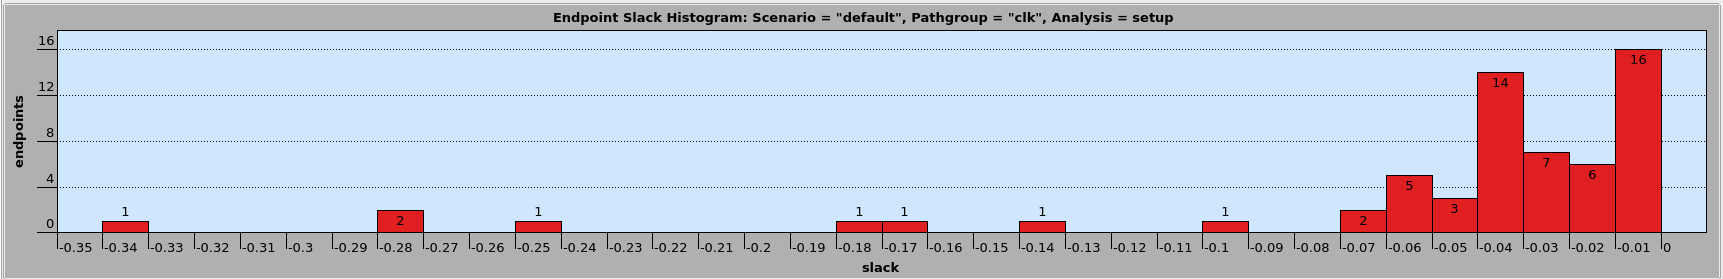 Endpoint Slack Histogram: Scenario = "default", Pathgroup = "clk", Analysis = setup
16
12
8
4
0
endpoints
1 2 1 1 1 1 1 2 5 3 14 7 6 16
-0.35 -0.34 -0.33 -0.32 -0.31 -0.3 -0.29 -0.28 -0.27 -0.26 -0.25 -0.24 -0.23 -0.22 -0.21 -0.2 -0.19 -0.18 -0.17 -0.16 -0.15 -0.14 -0.13 -0.12 -0.11 -0.1 -0.09 -0.08 -0.07 -0.06 -0.05 -0.04 -0.03 -0.02 -0.01 0
slack